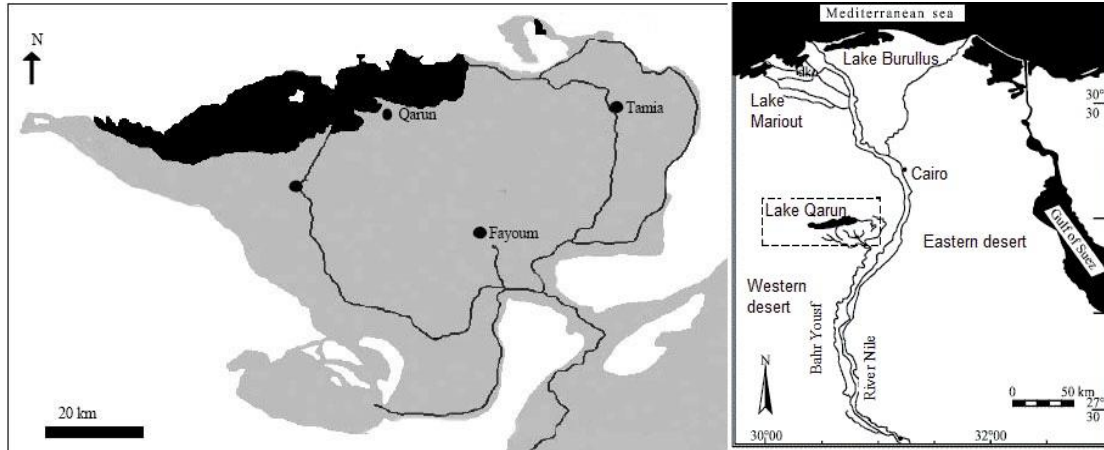 N
Qarun
Tamia
Fayoum
20 km
Mediterranean sea
Lake Burullus
Lake
Mariout
30°
30
Cairo
Lake Qarun
Gulf of Suez
Eastern desert
Western
desert
Bahr Yousf
River Nile
N
0 50 km
27°
30
30°00
32°00